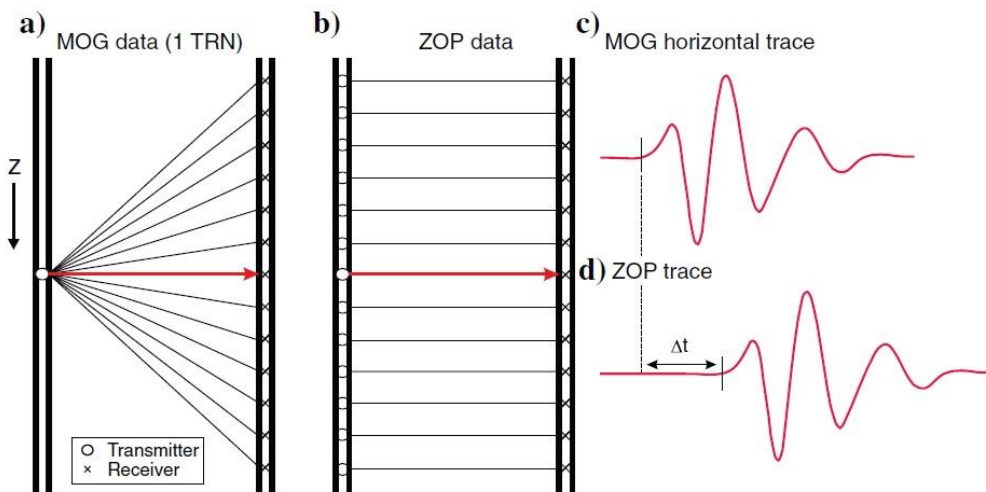 a)
MOG data (1 TRN)
b)
ZOP data
c)
MOG horizontal trace
Z
d)
ZOP trace
Δt
Transmitter
Receiver